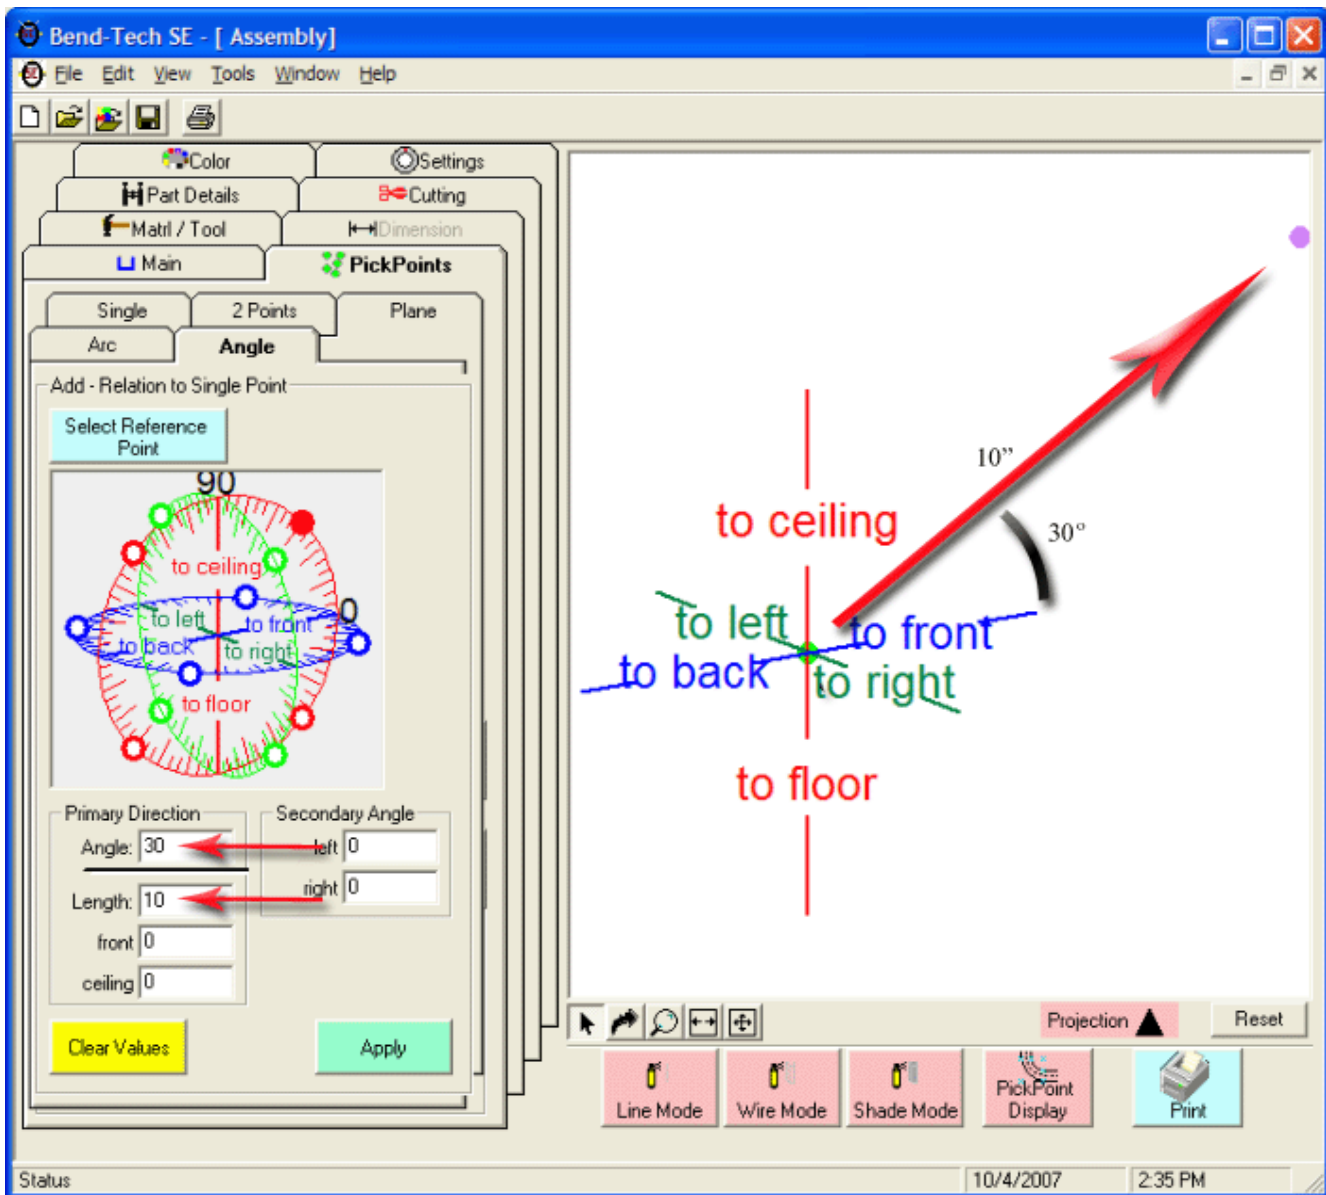 Bend-Tech SE - [ Assembly]
File Edit View Tools Window Help
Color Settings
Part Details Cutting
Matrl / Tool Dimension
Main PickPoints
Single 2 Points Plane
Arc Angle
Add - Relation to Single Point
Select Reference
Point
90
to ceiling
0
to left to front
to back to right
to floor
Primary Direction Secondary Angle
Angle: 30 left 0
Length: 10 right 0
front 0
ceiling 0
Clear Values Apply
10”
to ceiling 30°
to left to front
to back to right
to floor
Projection Reset
Line Mode Wire Mode Shade Mode
PickPoint
Display
Print
Status 10/4/2007 2:35 PM